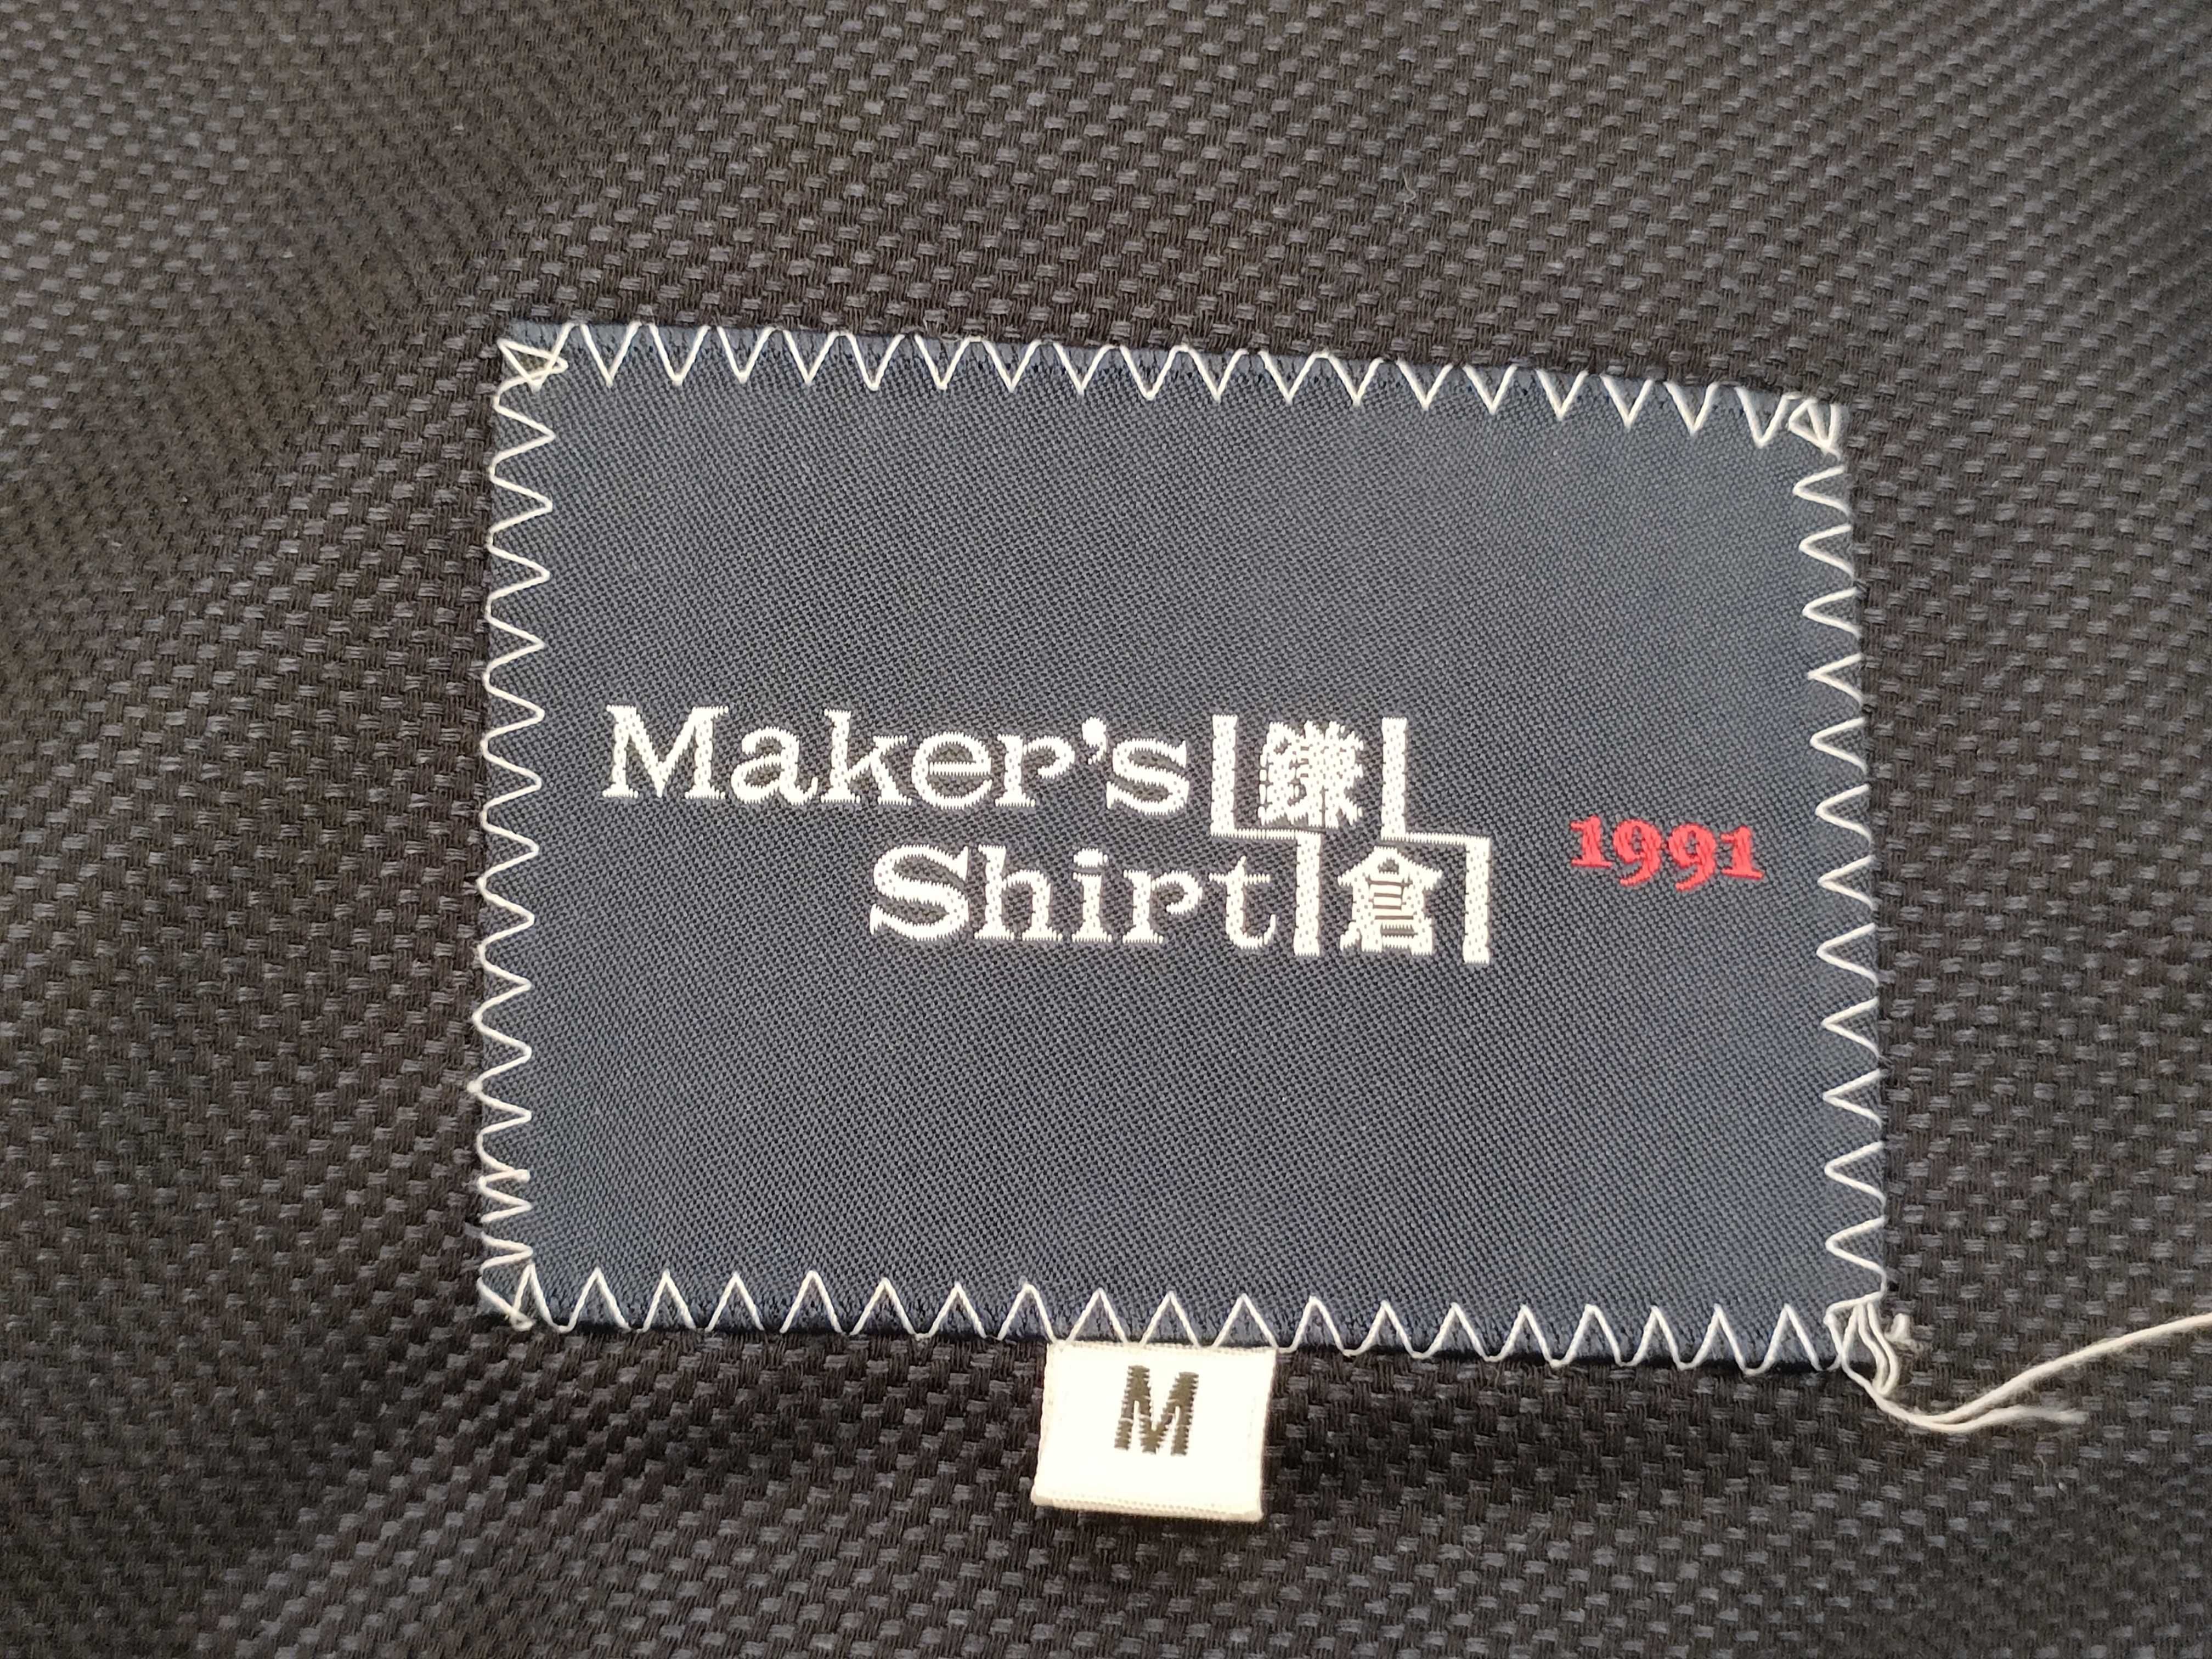 Maker's 鎌
Shirt 倉
1991
M